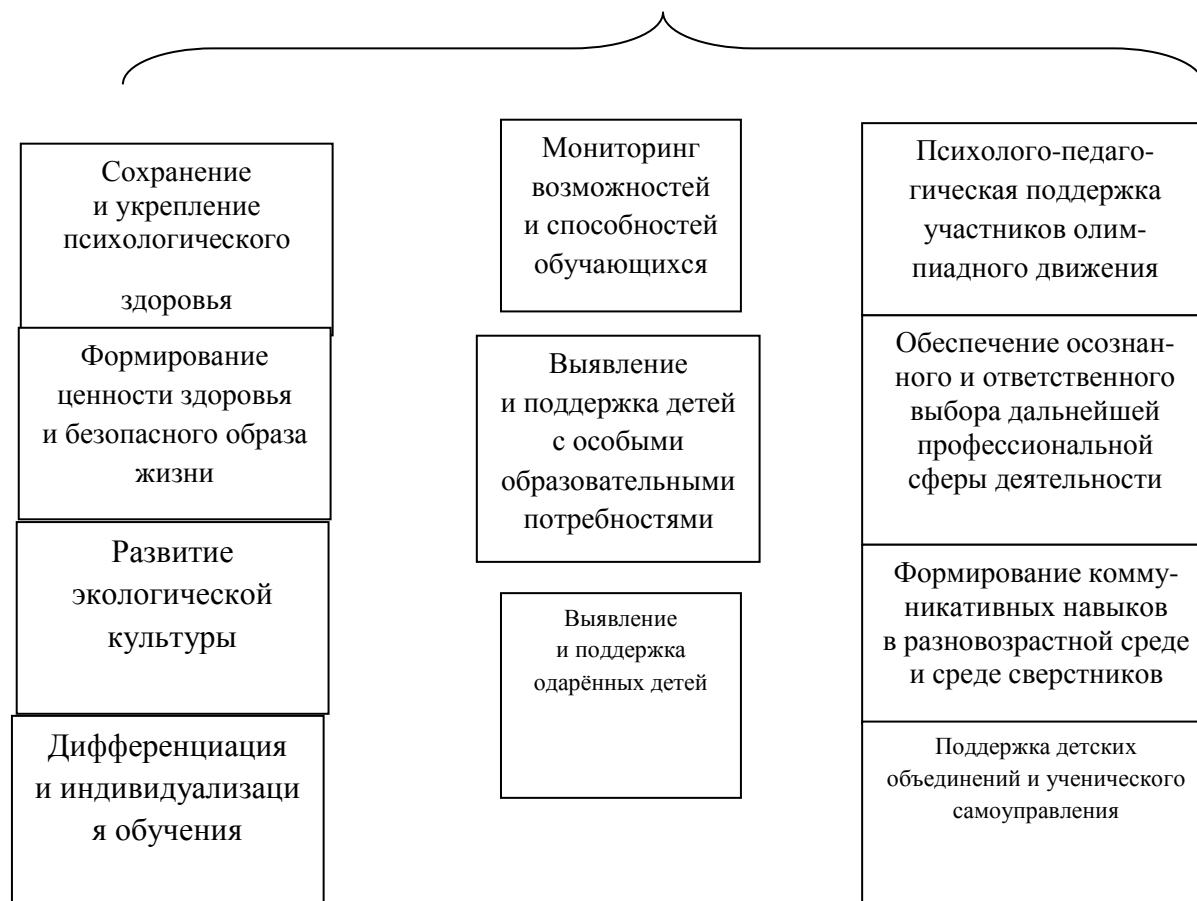 Сохранение
и укрепление
психологического
здоровья
Формирование
ценности здоровья
и безопасного образа
жизни
Развитие
экологической
культуры
Дифференциация
и индивидуализаци
я обучения
Мониторинг
возможностей
и способностей
обучающихся
Выявление
и поддержка детей
с особыми
образовательными
потребностями
Выявление
и поддержка
одарённых детей
Психолого-педаго-
гическая поддержка
участников олим-
пиадного движения
Обеспечение осознан-
ного и ответственного
выбора дальнейшей
профессиональной
сферы деятельности
Формирование комму-
никативных навыков
в разновозрастной среде
и среде сверстников
Поддержка детских
объединений и ученического
самоуправления